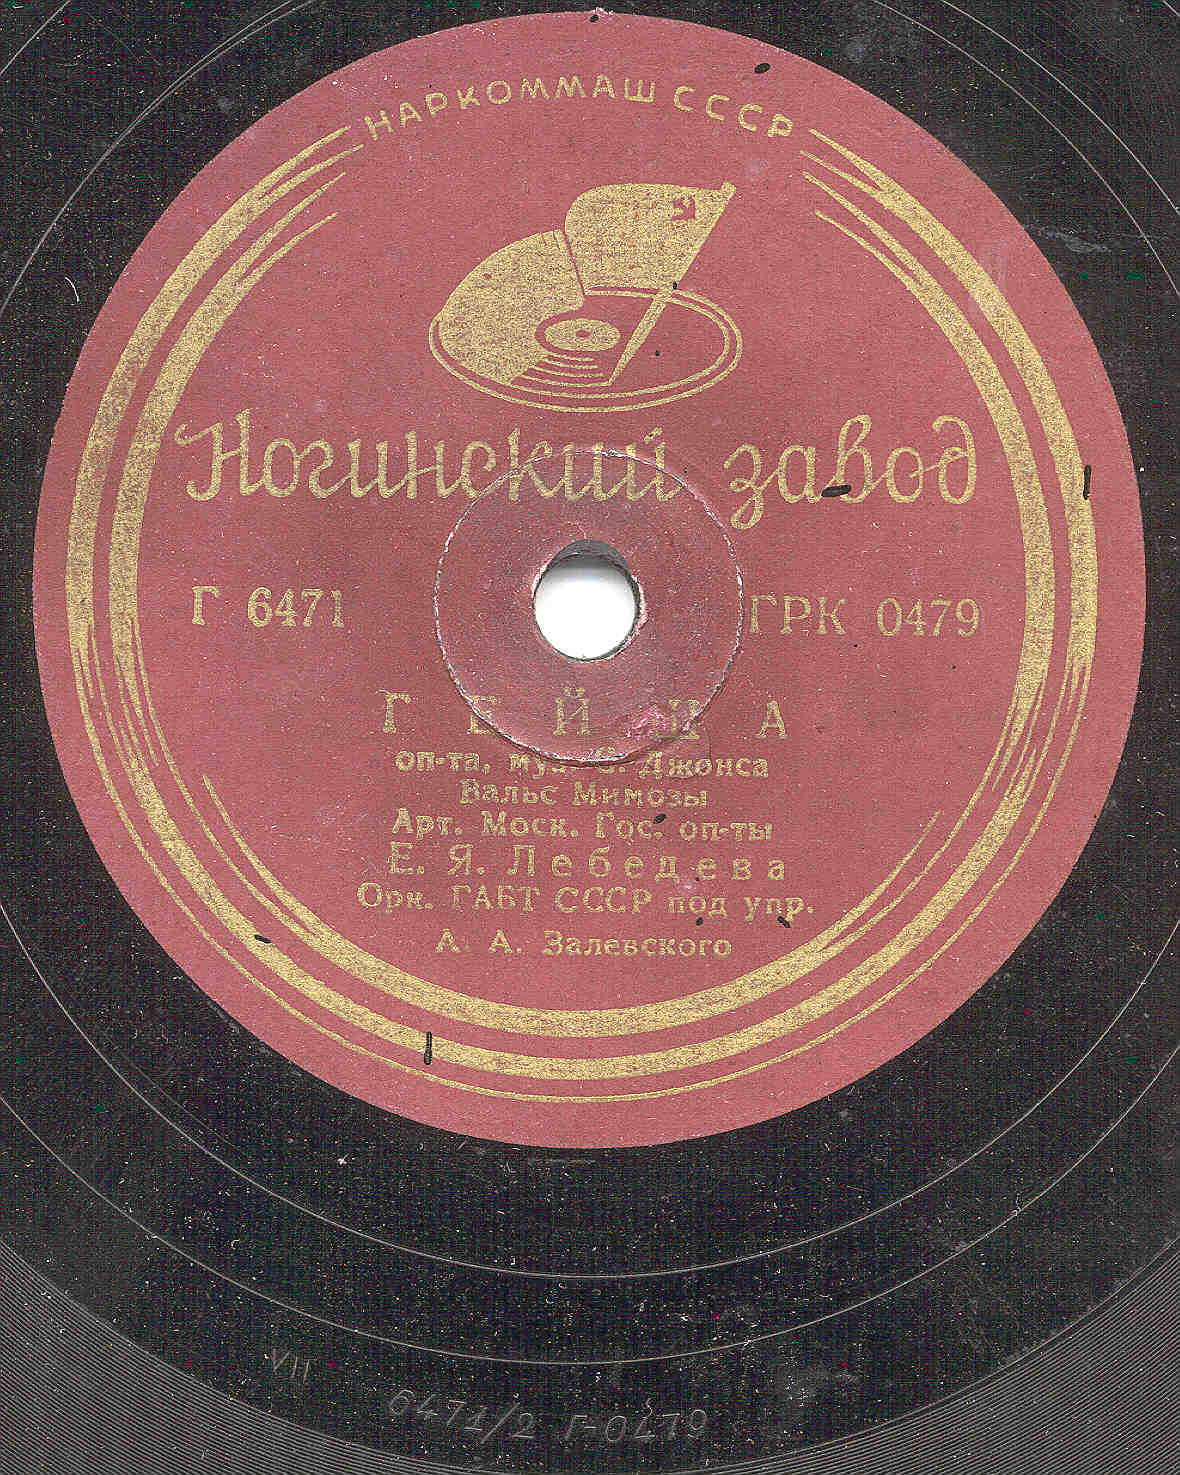 НАРКОММАШ СССР
Ногинский завод
Г 6471 ГРК 0479
ГЕЙША
оп-та, муз. С. Джонса
Вальс Мимозы
Арт. Моск. Гос. оп-ты
Е. Я. Лебедева
Орк. ГАБТ СССР под упр.
А. А. Залевского
VII
6471/2 Г-0479